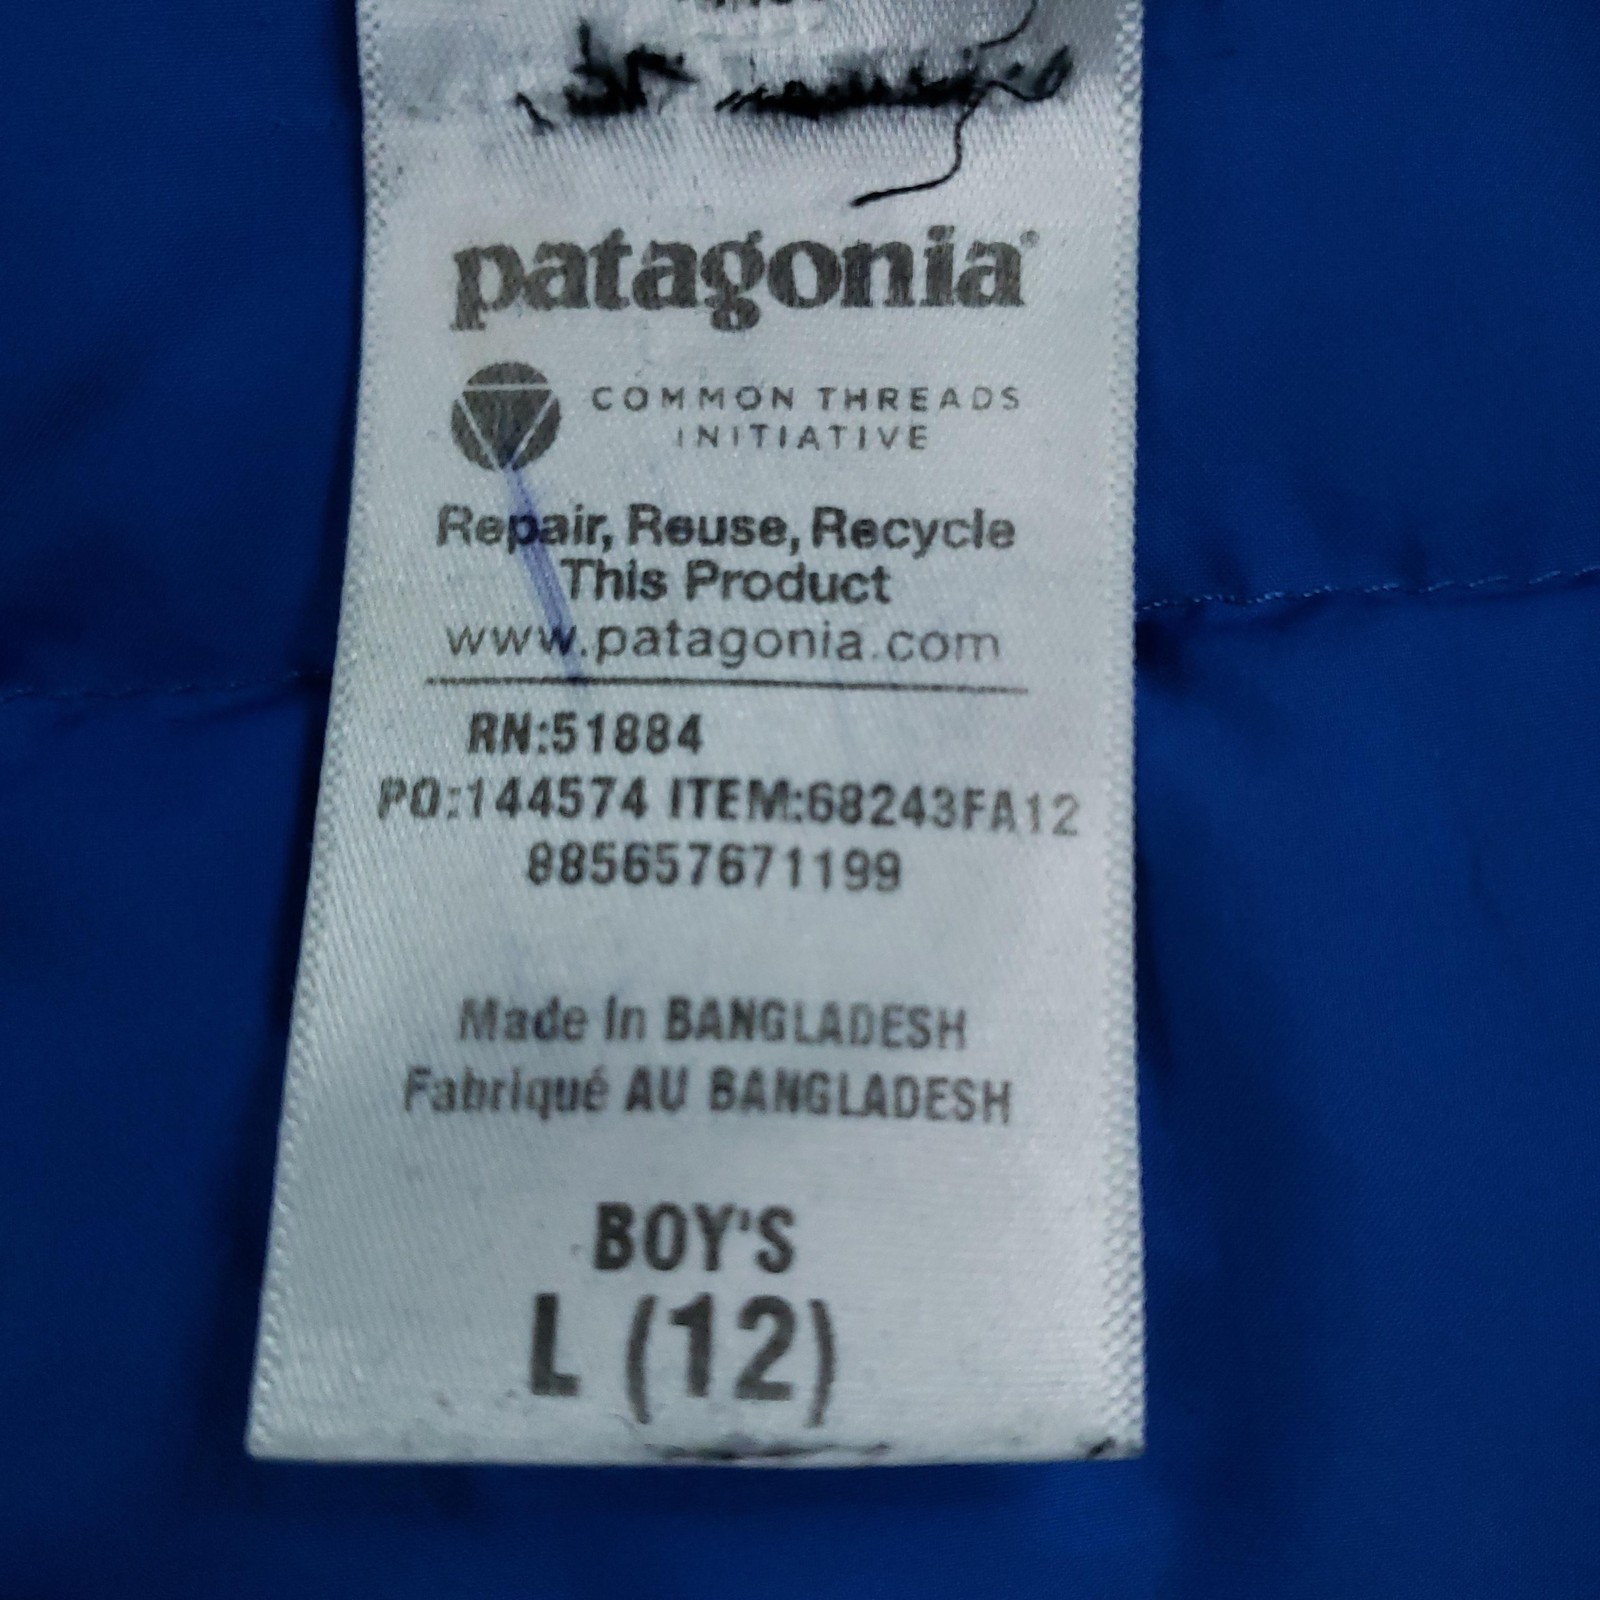 patagonia®
COMMON THREADS
INITIATIVE
Repair, Reuse, Recycle
This Product
www.patagonia.com
RN:51884
PO:144574 ITEM:68243FA12
885657671199
Made In BANGLADESH
Fabriqué AU BANGLADESH
BOY'S
L (12)